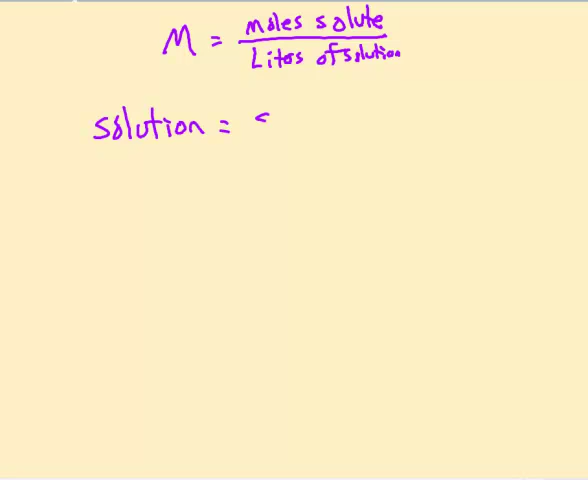 M = moles solute
Liters of solution
solution =